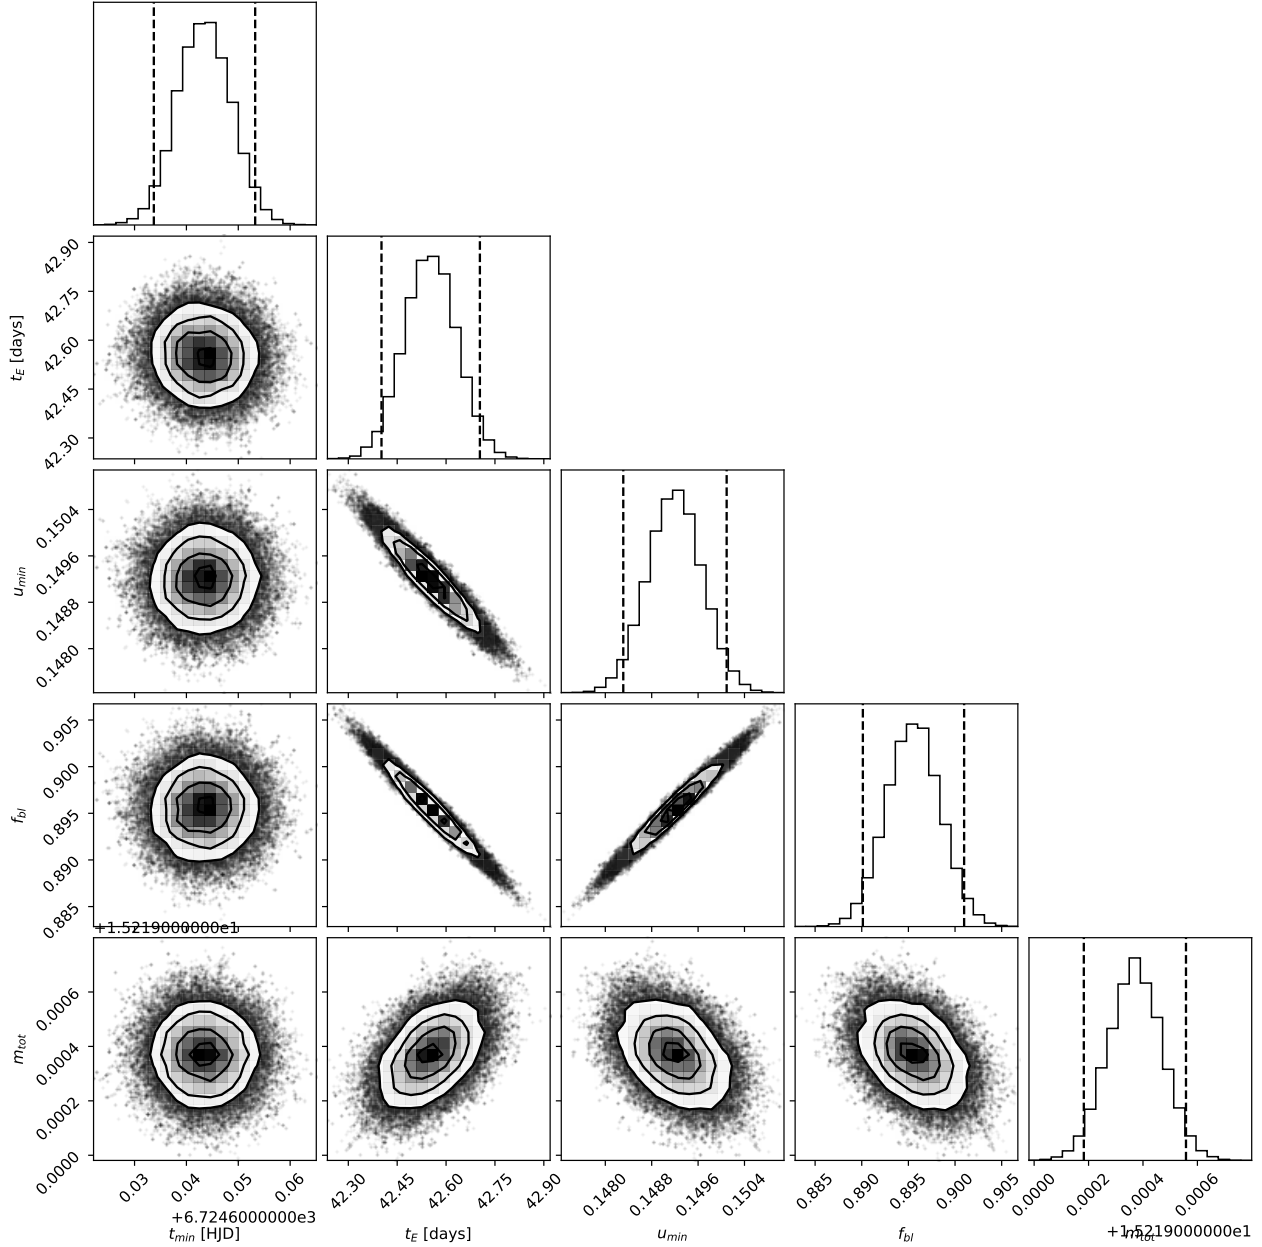 42.90
42.75
42.60
42.45
42.30
t_E [days]
0.1504
0.1496
0.1488
0.1480
u_min
0.905
0.900
0.895
0.890
0.885
f_bl
+1.5219000000e1
0.0006
0.0004
0.0002
0.0000
m_tot
0.03 0.04 0.05 0.06
42.30 42.45 42.60 42.75 42.90
0.1480 0.1488 0.1496 0.1504
0.885 0.890 0.895 0.900 0.905
0.0000 0.0002 0.0004 0.0006
+6.7246000000e3
t_min [HJD]
t_E [days]
u_min
f_bl
m_tot
+1.5219000000e1